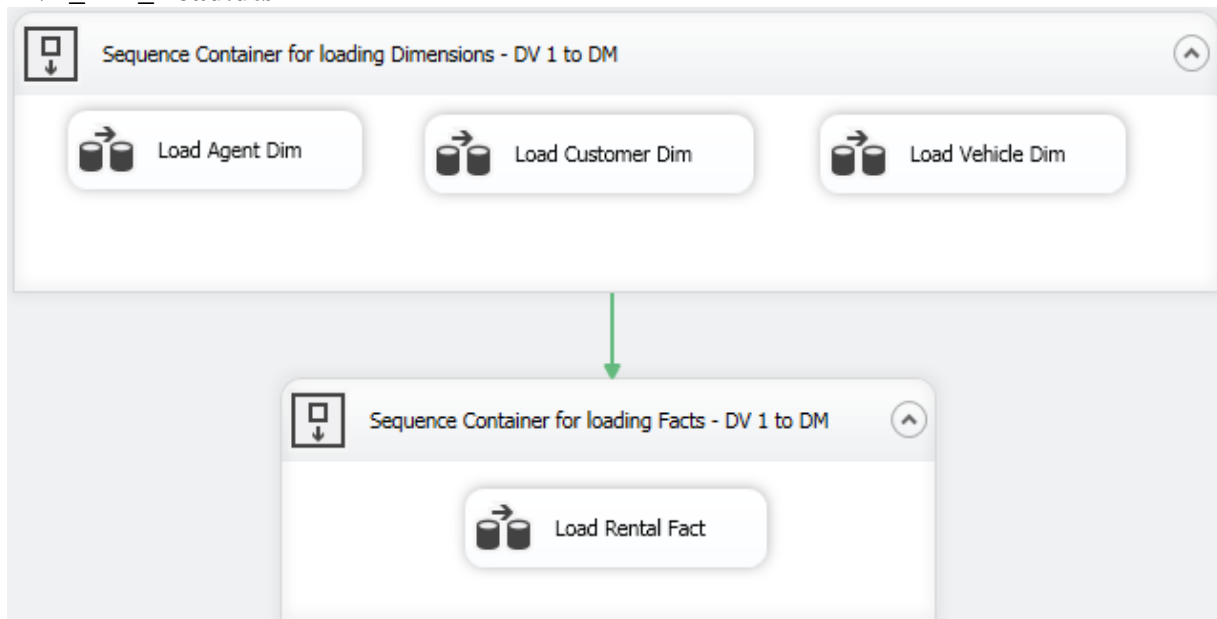 Sequence Container for loading Dimensions - DV 1 to DM
Load Agent Dim
Load Customer Dim
Load Vehicle Dim
Sequence Container for loading Facts - DV 1 to DM
Load Rental Fact